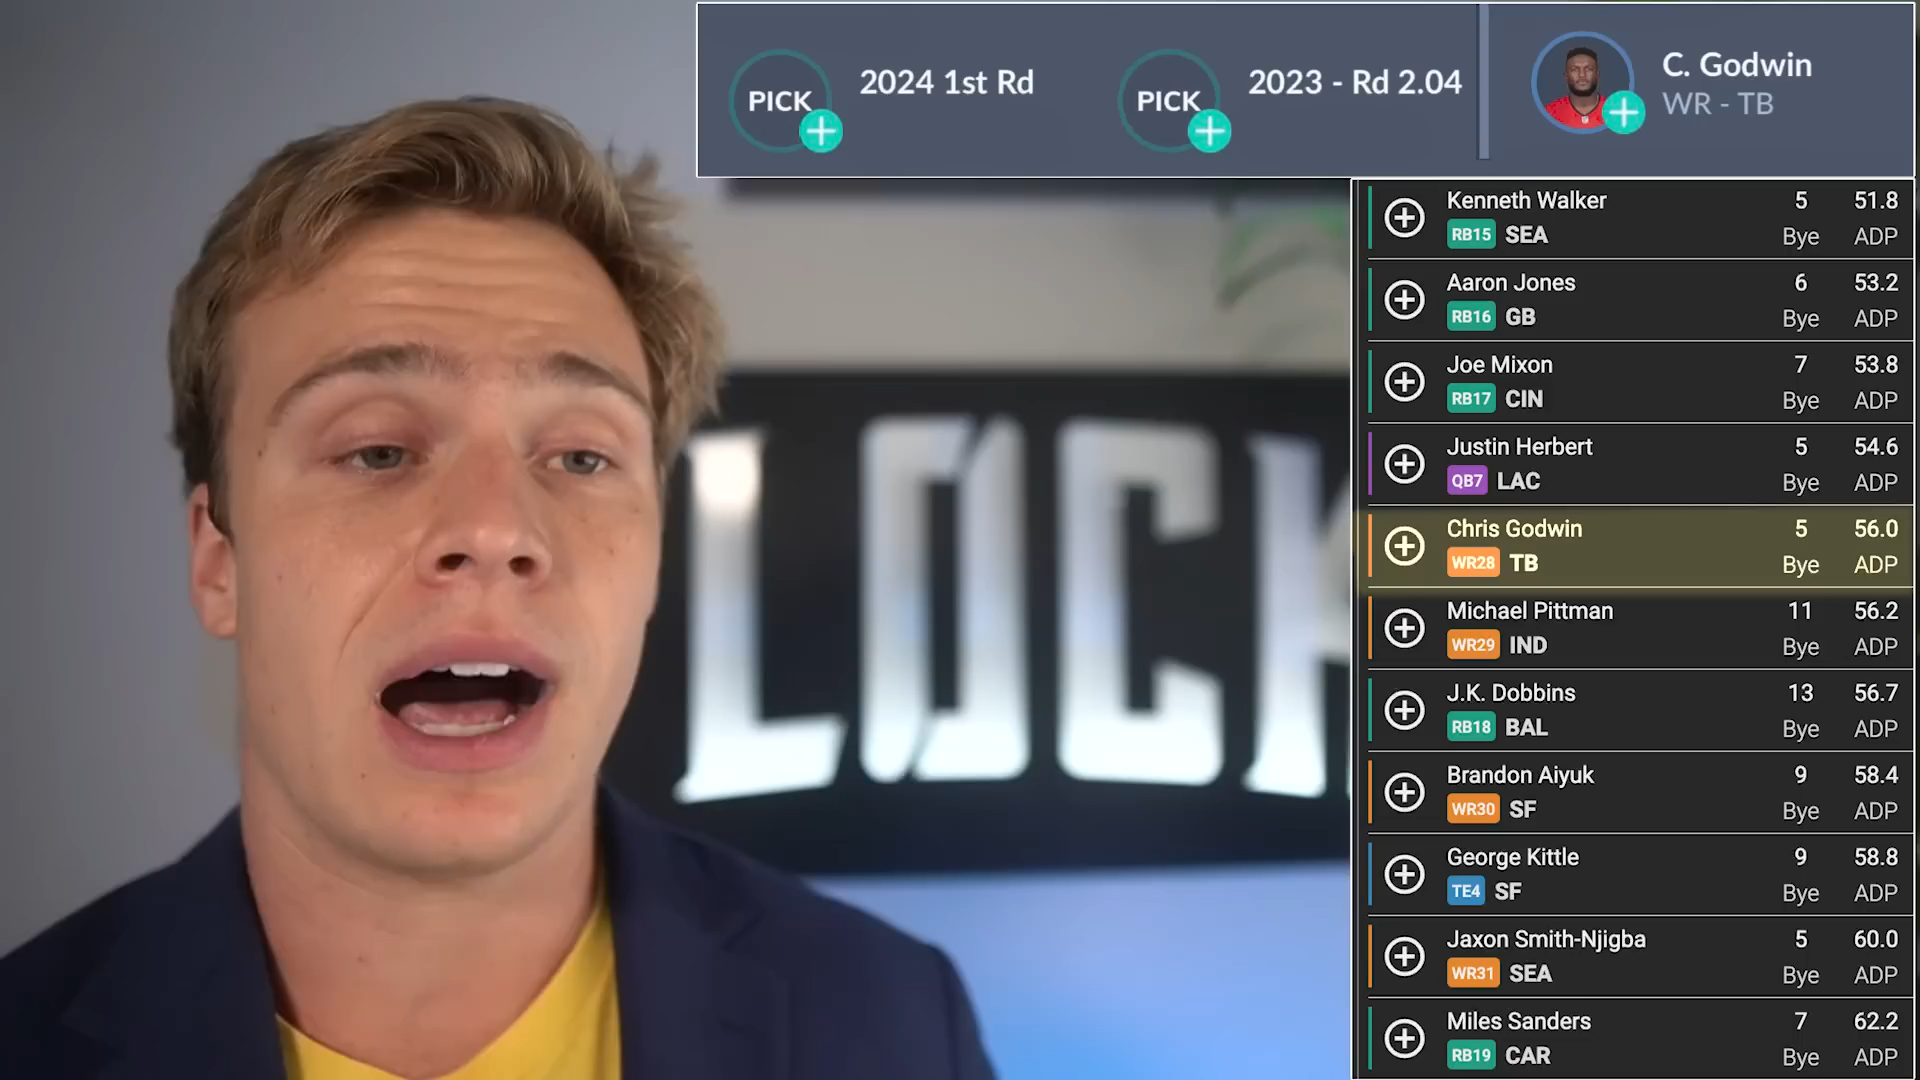 PICK 2024 1st Rd
PICK 2023 - Rd 2.04
C. Godwin
WR - TB
LOCK
Kenneth Walker 5 51.8
RB15 SEA Bye ADP
Aaron Jones 6 53.2
RB16 GB Bye ADP
Joe Mixon 7 53.8
RB17 CIN Bye ADP
Justin Herbert 5 54.6
QB7 LAC Bye ADP
Chris Godwin 5 56.0
WR28 TB Bye ADP
Michael Pittman 11 56.2
WR29 IND Bye ADP
J.K. Dobbins 13 56.7
RB18 BAL Bye ADP
Brandon Aiyuk 9 58.4
WR30 SF Bye ADP
George Kittle 9 58.8
TE4 SF Bye ADP
Jaxon Smith-Njigba 5 60.0
WR31 SEA Bye ADP
Miles Sanders 7 62.2
RB19 CAR Bye ADP